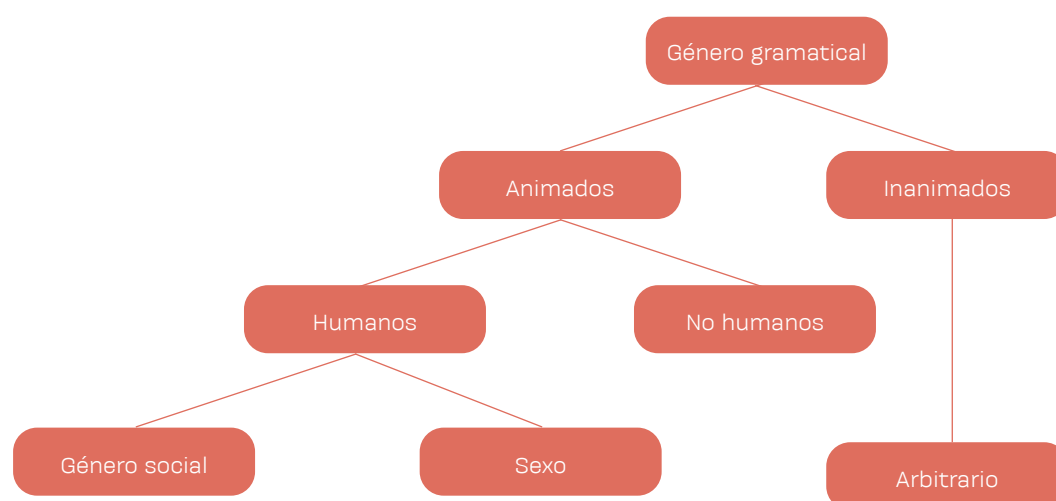 Género gramatical
Animados
Inanimados
Humanos
No humanos
Género social
Sexo
Arbitrario